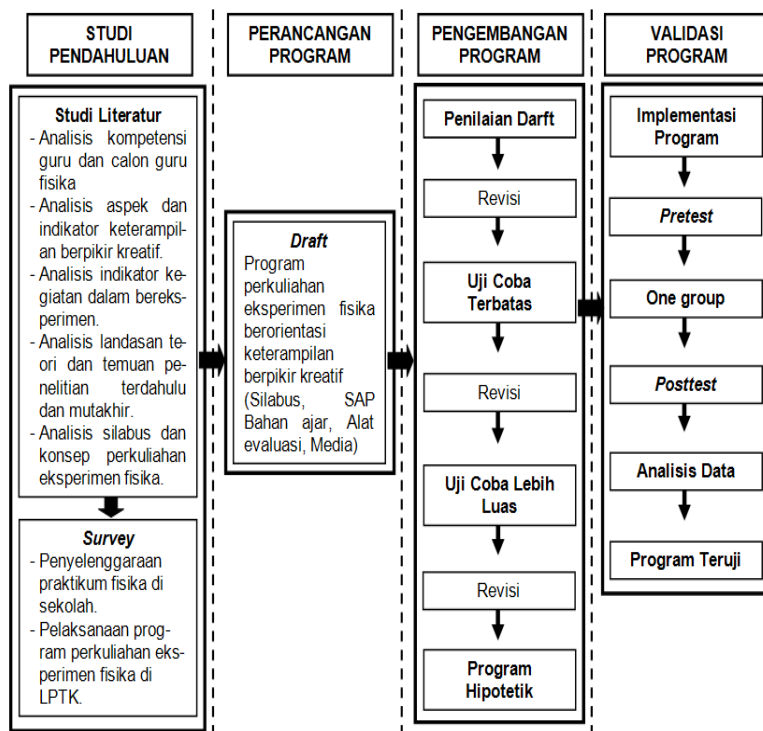 STUDI
PENDAHULUAN
PERANCANGAN
PROGRAM
PENGEMBANGAN
PROGRAM
VALIDASI
PROGRAM
Studi Literatur
- Analisis kompetensi
guru dan calon guru
fisika
- Analisis aspek dan
indikator keterampil-
an berpikir kreatif.
- Analisis indikator ke-
giatan dalam bereks-
perimen.
- Analisis landasan te-
ori dan temuan pe-
nelitian terdahulu
dan mutakhir.
- Analisis silabus dan
konsep perkuliahan
eksperimen fisika.
Survey
- Penyelenggaraan
praktikum fisika di
sekolah.
- Pelaksanaan prog-
ram perkuliahan eks-
perimen fisika di
LPTK.
Draft
Program
perkuliahan
eksperimen fisika
berorientasi
keterampilan
berpikir kreatif
(Silabus, SAP
Bahan ajar, Alat
evaluasi, Media)
Penilaian Darft
Revisi
Uji Coba
Terbatas
Revisi
Uji Coba Lebih
Luas
Revisi
Program
Hipotetik
Implementasi
Program
Pretest
One group
Posttest
Analisis Data
Program Teruji